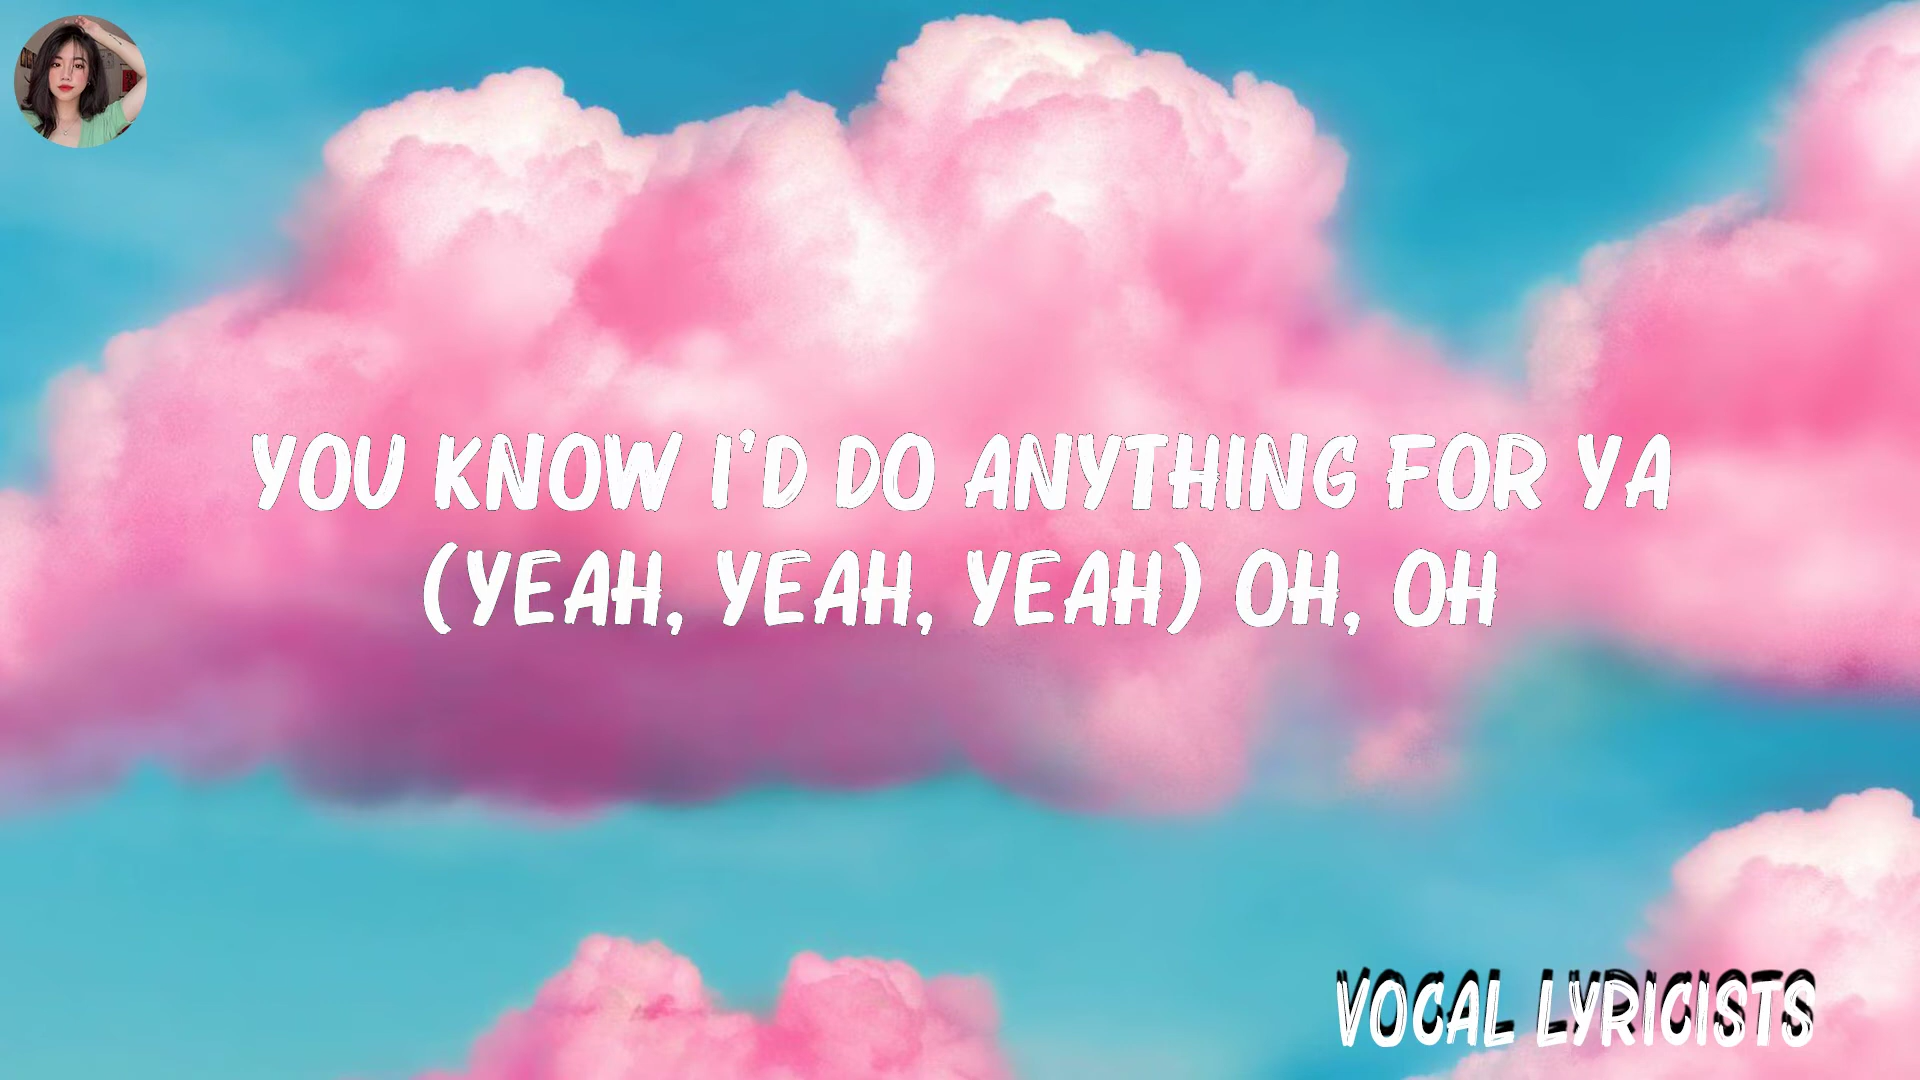 YOU KNOW I'D DO ANYTHING FOR YA
(YEAH, YEAH, YEAH) OH, OH
VOCAL LYRICISTS